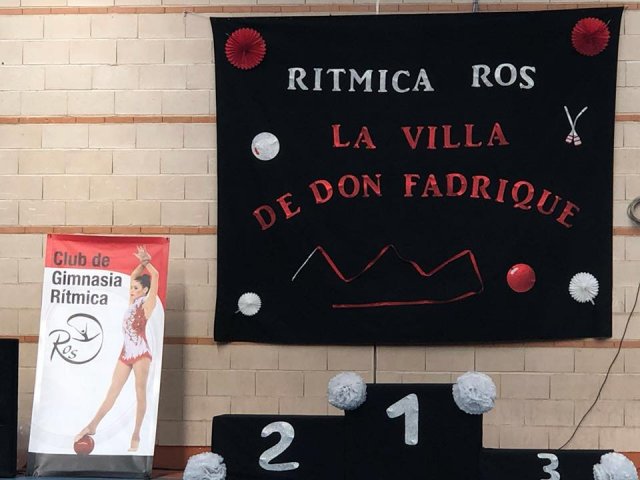 RITMICA ROS
LA VILLA
DE DON FADRIQUE
Club de
Gimnasia
Rítmica
Ros
1
2
3